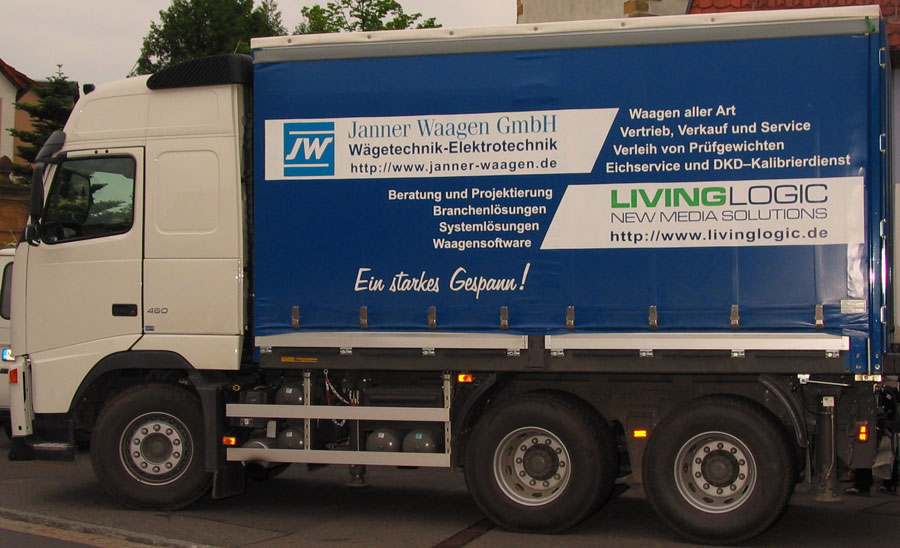 JW
Janner Waagen GmbH
Wägetechnik-Elektrotechnik
http://www.janner-waagen.de
Waagen aller Art
Vertrieb, Verkauf und Service
Verleih von Prüfgewichten
Eichservice und DKD–Kalibrierdienst
Beratung und Projektierung
Branchenlösungen
Systemlösungen
Waagensoftware
LIVINGLOGIC
NEW MEDIA SOLUTIONS
http://www.livinglogic.de
Ein starkes Gespann!
460